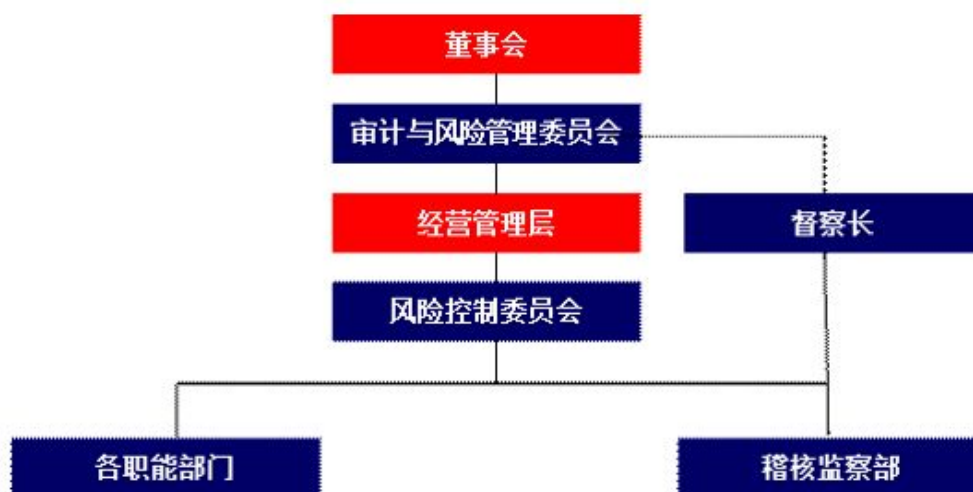 董事会
审计与风险管理委员会
经营管理层
督察长
风险控制委员会
各职能部门
稽核监察部